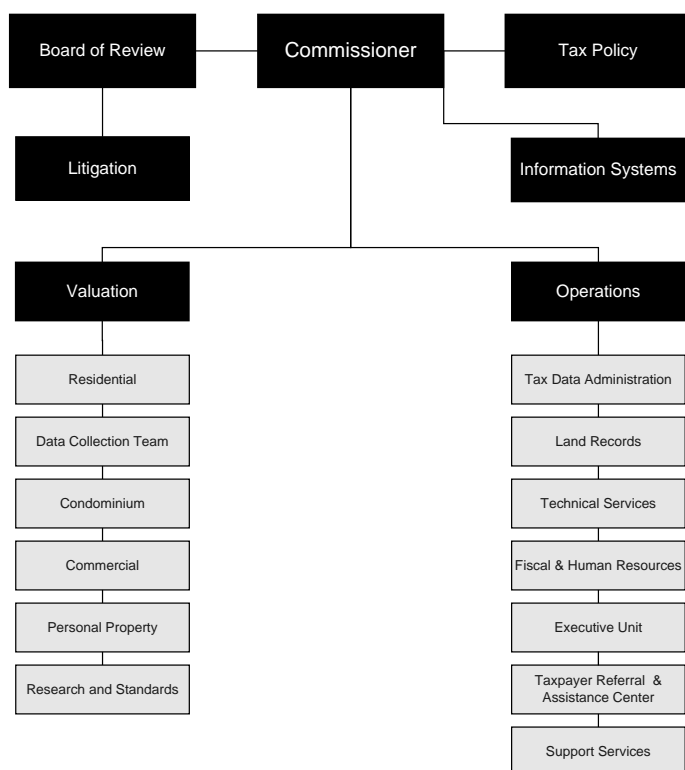 Board of Review
Commissioner
Tax Policy
Litigation
Information Systems
Valuation
Operations
Residential
Tax Data Administration
Data Collection Team
Land Records
Condominium
Technical Services
Commercial
Fiscal & Human Resources
Personal Property
Executive Unit
Research and Standards
Taxpayer Referral &
Assistance Center
Support Services